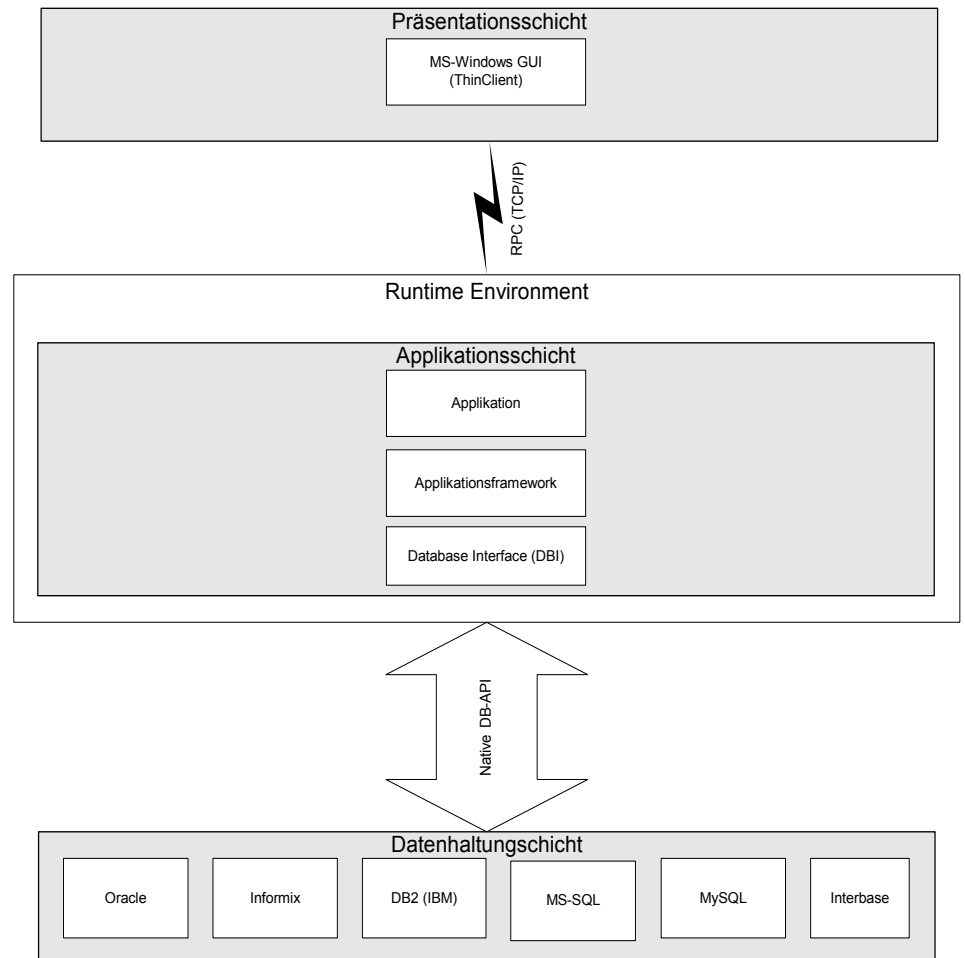 Präsentationsschicht
MS-Windows GUI
(ThinClient)
RPC (TCP/IP)
Runtime Environment
Applikationsschicht
Applikation
Applikationsframework
Database Interface (DBI)
Native DB-API
Datenhaltungschicht
Oracle
Informix
DB2 (IBM)
MS-SQL
MySQL
Interbase